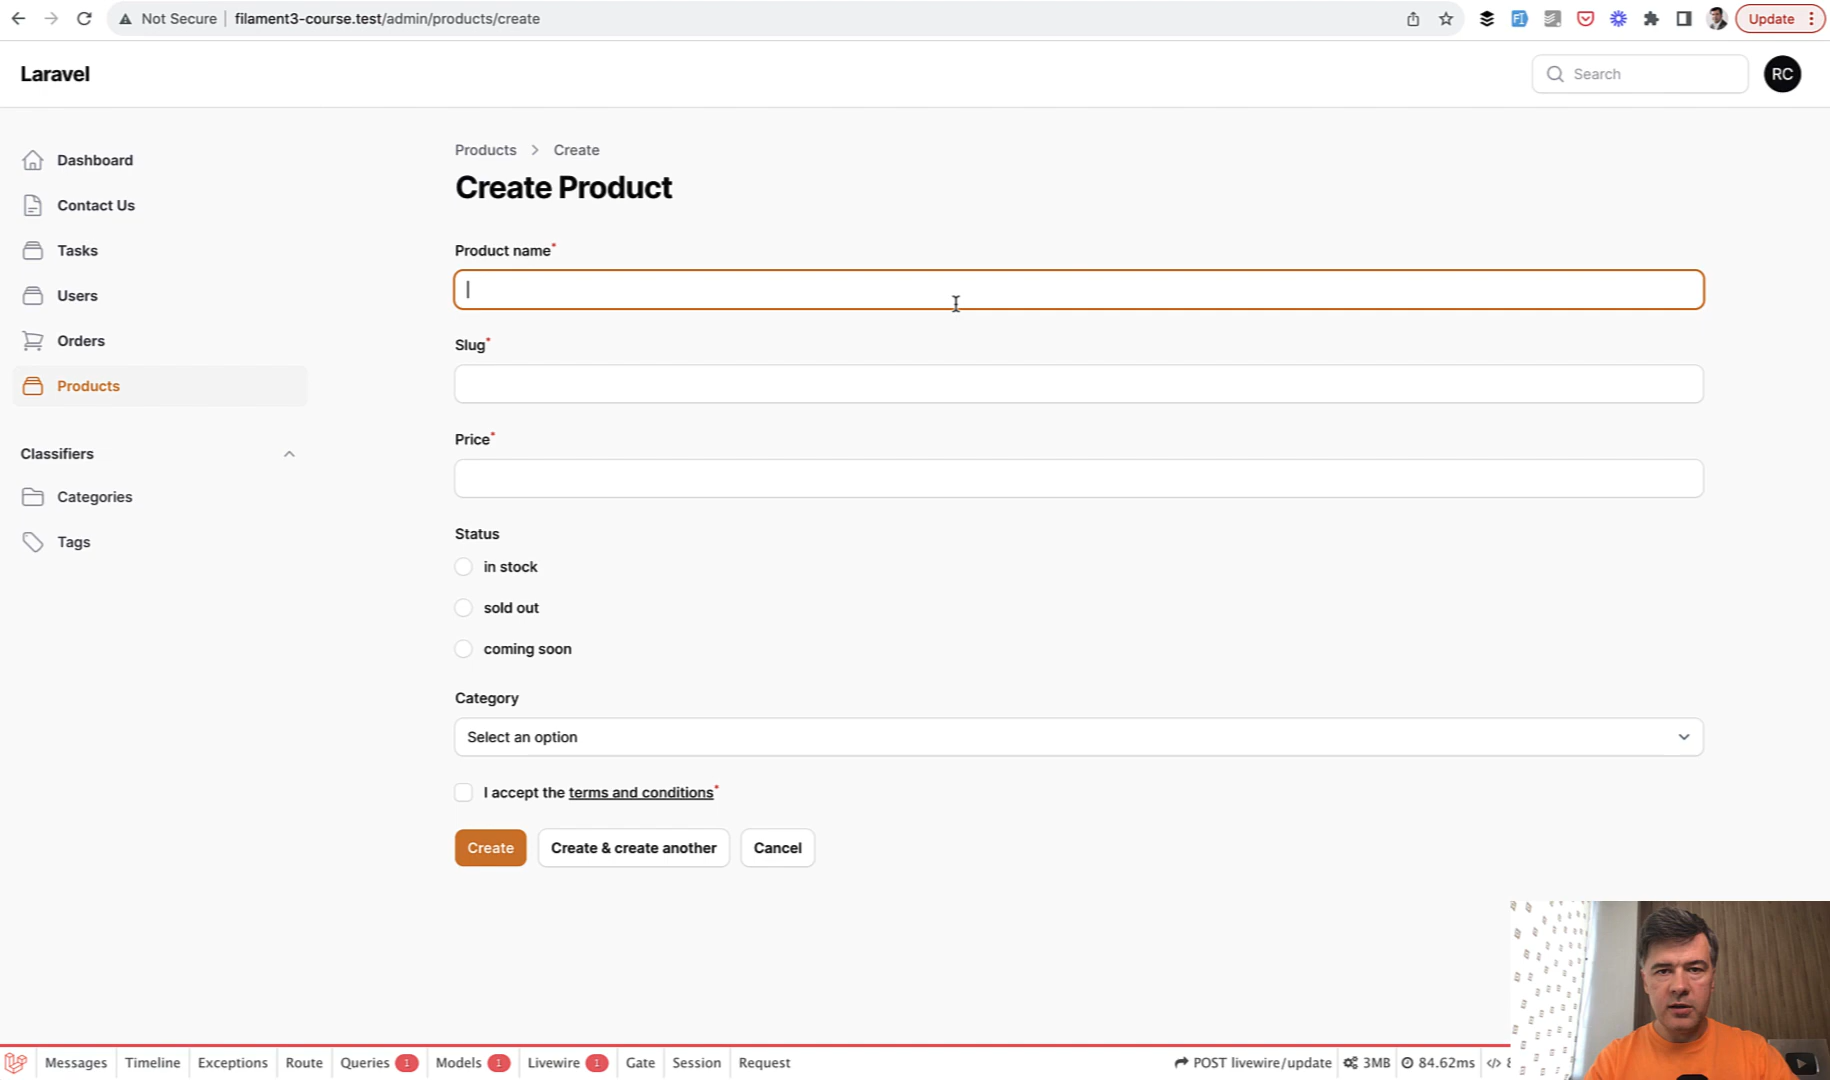 Not Secure | filament3-course.test/admin/products/create
Update
Laravel
Search
RC
Dashboard
Contact Us
Tasks
Users
Orders
Products
Classifiers
Categories
Tags
Products > Create
Create Product
Product name*
Slug*
Price*
Status
in stock
sold out
coming soon
Category
Select an option
I accept the terms and conditions*
Create
Create & create another
Cancel
Messages Timeline Exceptions Route Queries 1 Models 1 Livewire 1 Gate Session Request POST livewire/update 3MB 84.62ms